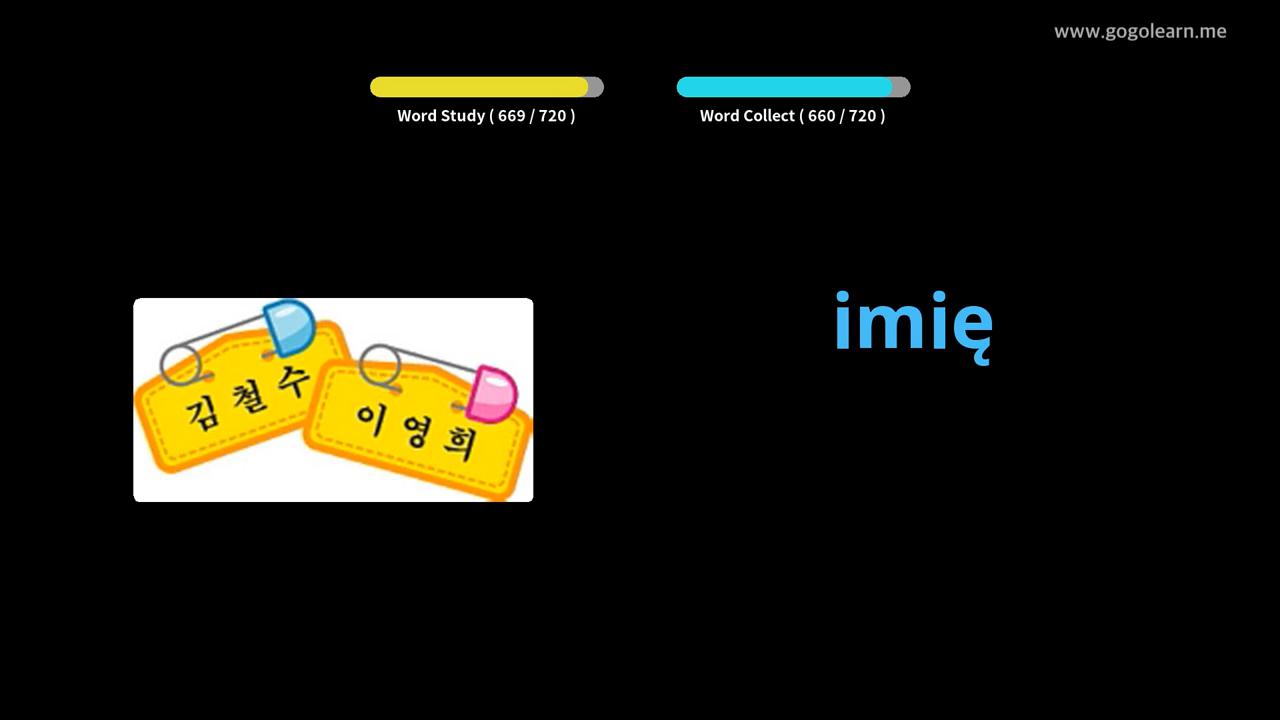 www.gogolearn.me
Word Study ( 669 / 720 )
Word Collect ( 660 / 720 )
김철수
이영희
imię